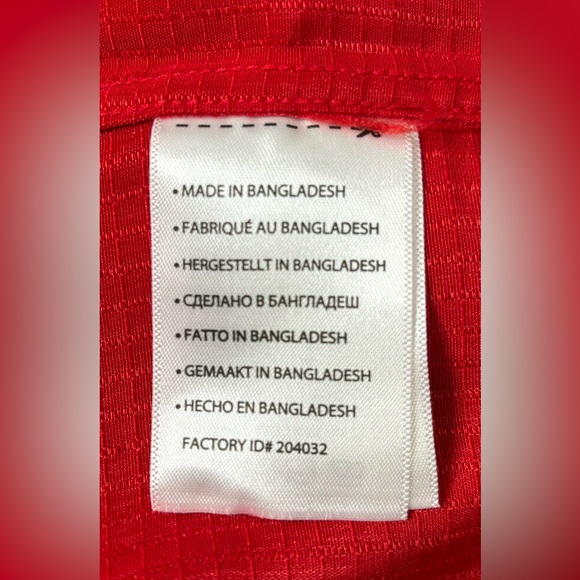 • MADE IN BANGLADESH
• FABRIQUÉ AU BANGLADESH
• HERGESTELLT IN BANGLADESH
• СДЕЛАНО В БАНГЛАДЕШ
• FATTO IN BANGLADESH
• GEMAAKT IN BANGLADESH
• HECHO EN BANGLADESH
FACTORY ID# 204032